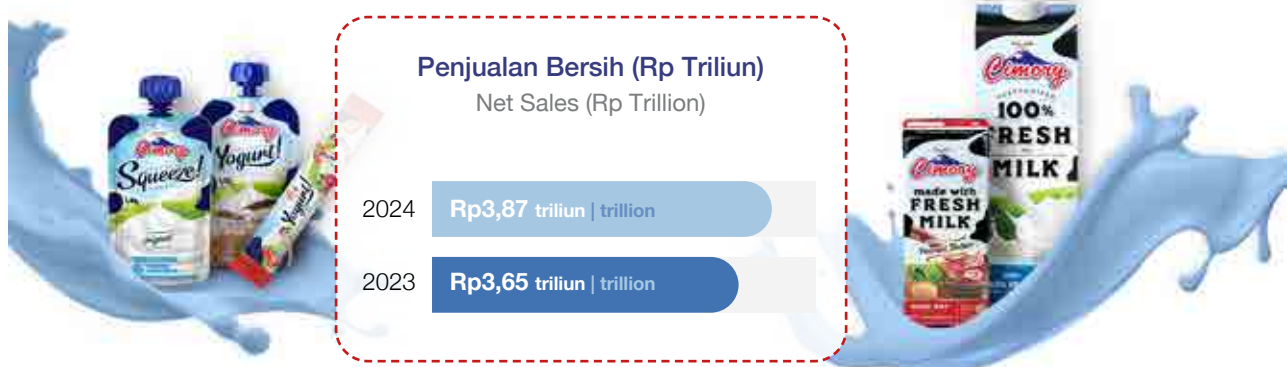 Penjualan Bersih (Rp Triliun)
Net Sales (Rp Trillion)
2024 Rp3,87 triliun | trillion
2023 Rp3,65 triliun | trillion
Cimory
Squeeze!
Cimory
Yogurt!
Yogurt!
Cimory
100%
FRESH
MILK
Cimory
made with
FRESH
MILK